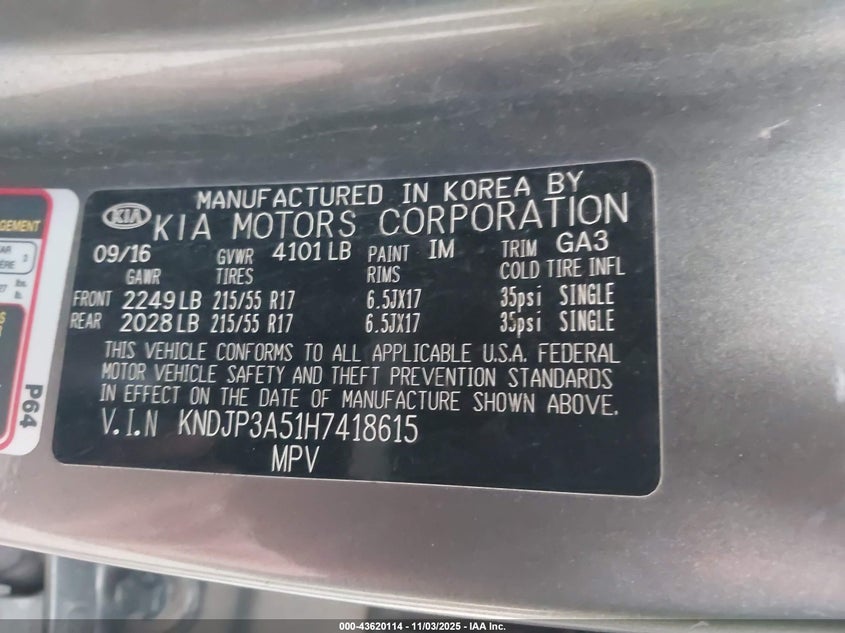 MANUFACTURED IN KOREA BY
KIA KIA MOTORS CORPORATION
09/16 GVWR 4101 LB PAINT IM TRIM GA3
GAWR TIRES RIMS COLD TIRE INFL
FRONT 2249 LB 215/55 R17 6.5JX17 35psi SINGLE
REAR 2028 LB 215/55 R17 6.5JX17 35psi SINGLE
THIS VEHICLE CONFORMS TO ALL APPLICABLE U.S.A. FEDERAL
MOTOR VEHICLE SAFETY AND THEFT PREVENTION STANDARDS
IN EFFECT ON THE DATE OF MANUFACTURE SHOWN ABOVE.
V.I.N KNDJP3A51H7418615
MPV
P64
000-43620114 - 11/03/2025 - IAA Inc.